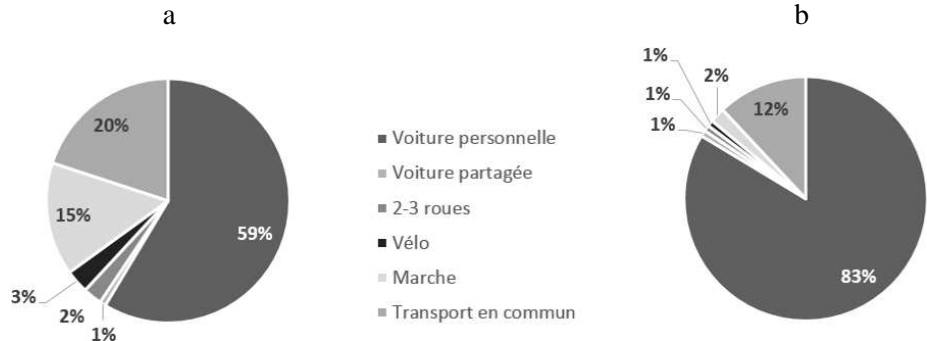 a
20%
15%
3%
2%
1%
59%
Voiture personnelle
Voiture partagée
2-3 roues
Vélo
Marche
Transport en commun
b
1%
2%
1%
1%
12%
83%